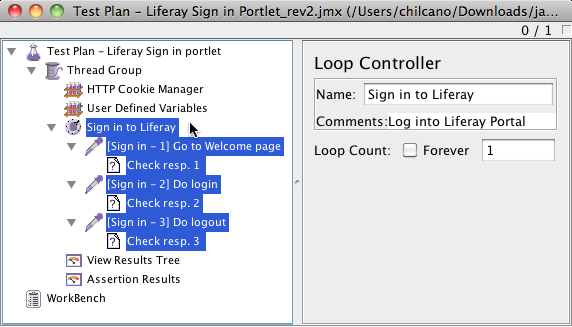 Test Plan – Liferay Sign in Portlet_rev2.jmx (/Users/chilcano/Downloads/ja...
0 / 1
Test Plan – Liferay Sign in portlet
Thread Group
HTTP Cookie Manager
User Defined Variables
Sign in to Liferay
[Sign in – 1] Go to Welcome page
Check resp. 1
[Sign in – 2] Do login
Check resp. 2
[Sign in – 3] Do logout
Check resp. 3
View Results Tree
Assertion Results
WorkBench
Loop Controller
Name: Sign in to Liferay
Comments: Log into Liferay Portal
Loop Count: Forever 1